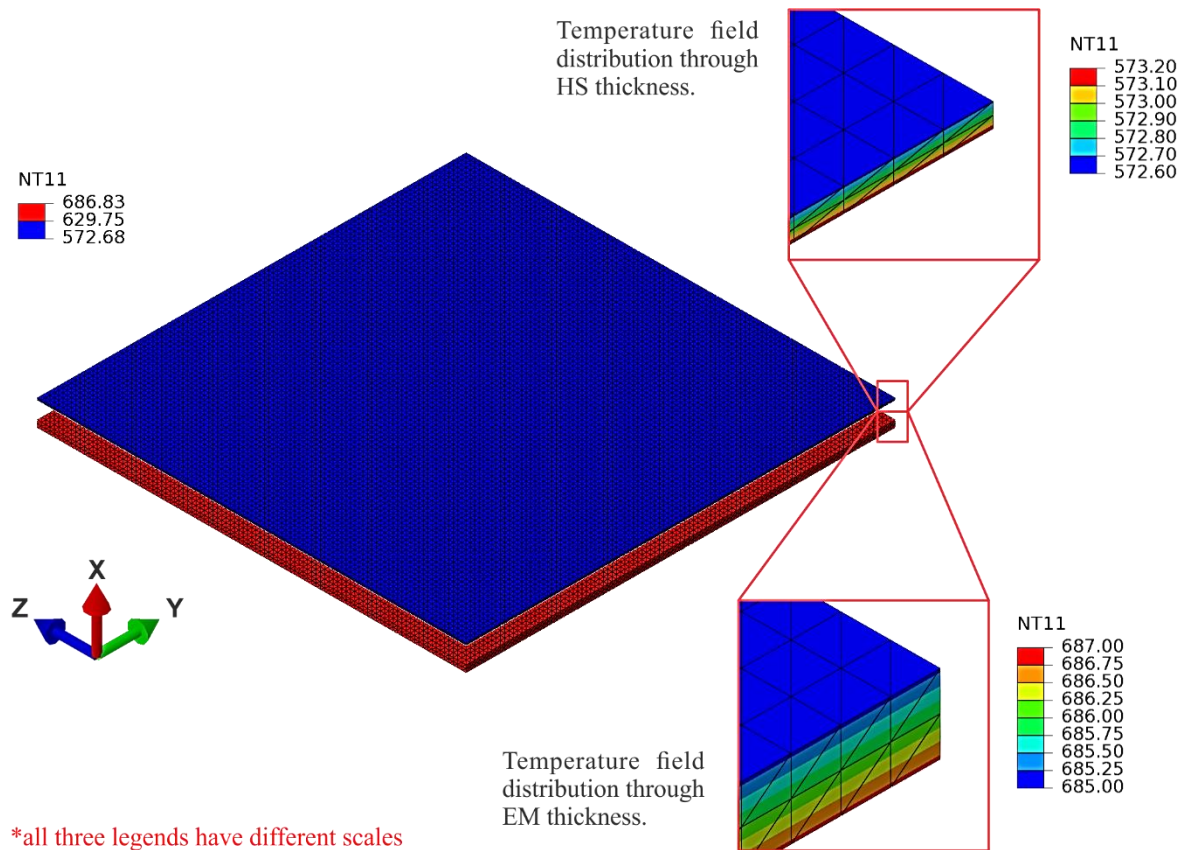 Temperature field
distribution through
HS thickness.
NT11
573.20
573.10
573.00
572.90
572.80
572.70
572.60
NT11
686.83
629.75
572.68
X
Z
Y
NT11
687.00
686.75
686.50
686.25
686.00
685.75
685.50
685.25
685.00
Temperature field
distribution through
EM thickness.
*all three legends have different scales